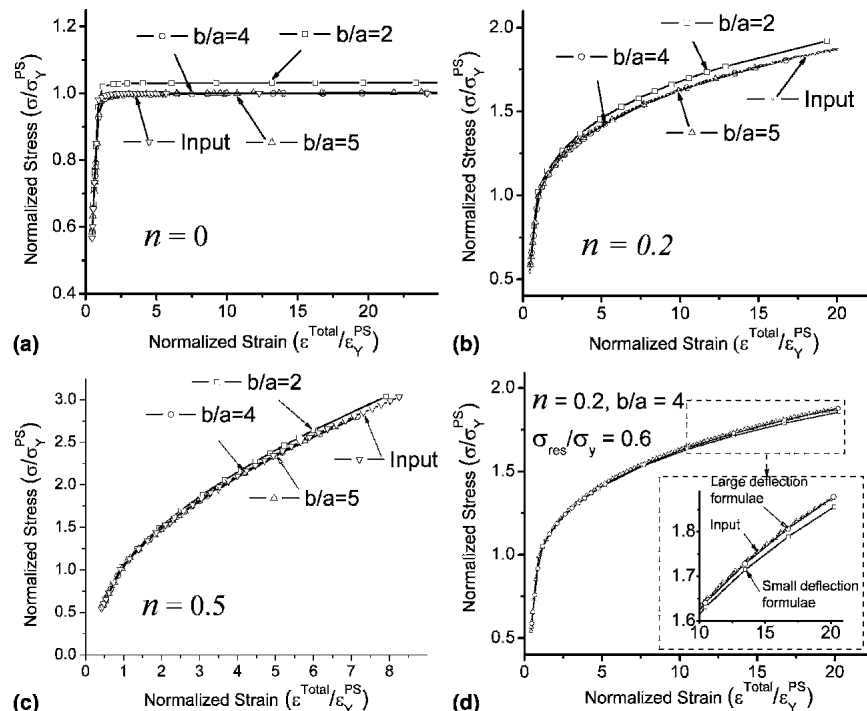 1.2
1.0
0.8
0.6
0.4
0 5 10 15 20
Normalized Stress (σ/σ_Y^PS)
Normalized Strain (ε^Total/ε_Y^PS)
b/a=4
b/a=2
Input
b/a=5
n = 0
(a)
2.0
1.5
1.0
0.5
0 5 10 15 20
Normalized Stress (σ/σ_Y^PS)
Normalized Strain (ε^Total/ε_Y^PS)
b/a=2
b/a=4
Input
b/a=5
n = 0.2
(b)
3.0
2.5
2.0
1.5
1.0
0.5
0.0
0 1 2 3 4 5 6 7 8
Normalized Stress (σ/σ_Y^PS)
Normalized Strain (ε^Total/ε_Y^PS)
b/a=2
b/a=4
Input
b/a=5
n = 0.5
(c)
2.0
1.5
1.0
0.5
0 5 10 15 20
Normalized Stress (σ/σ_Y^PS)
Normalized Strain (ε^Total/ε_Y^PS)
n = 0.2, b/a = 4
σ_res/σ_y = 0.6
Large deflection
formulae
Input
Small deflection
formulae
1.8
1.7
1.6
10 15 20
(d)